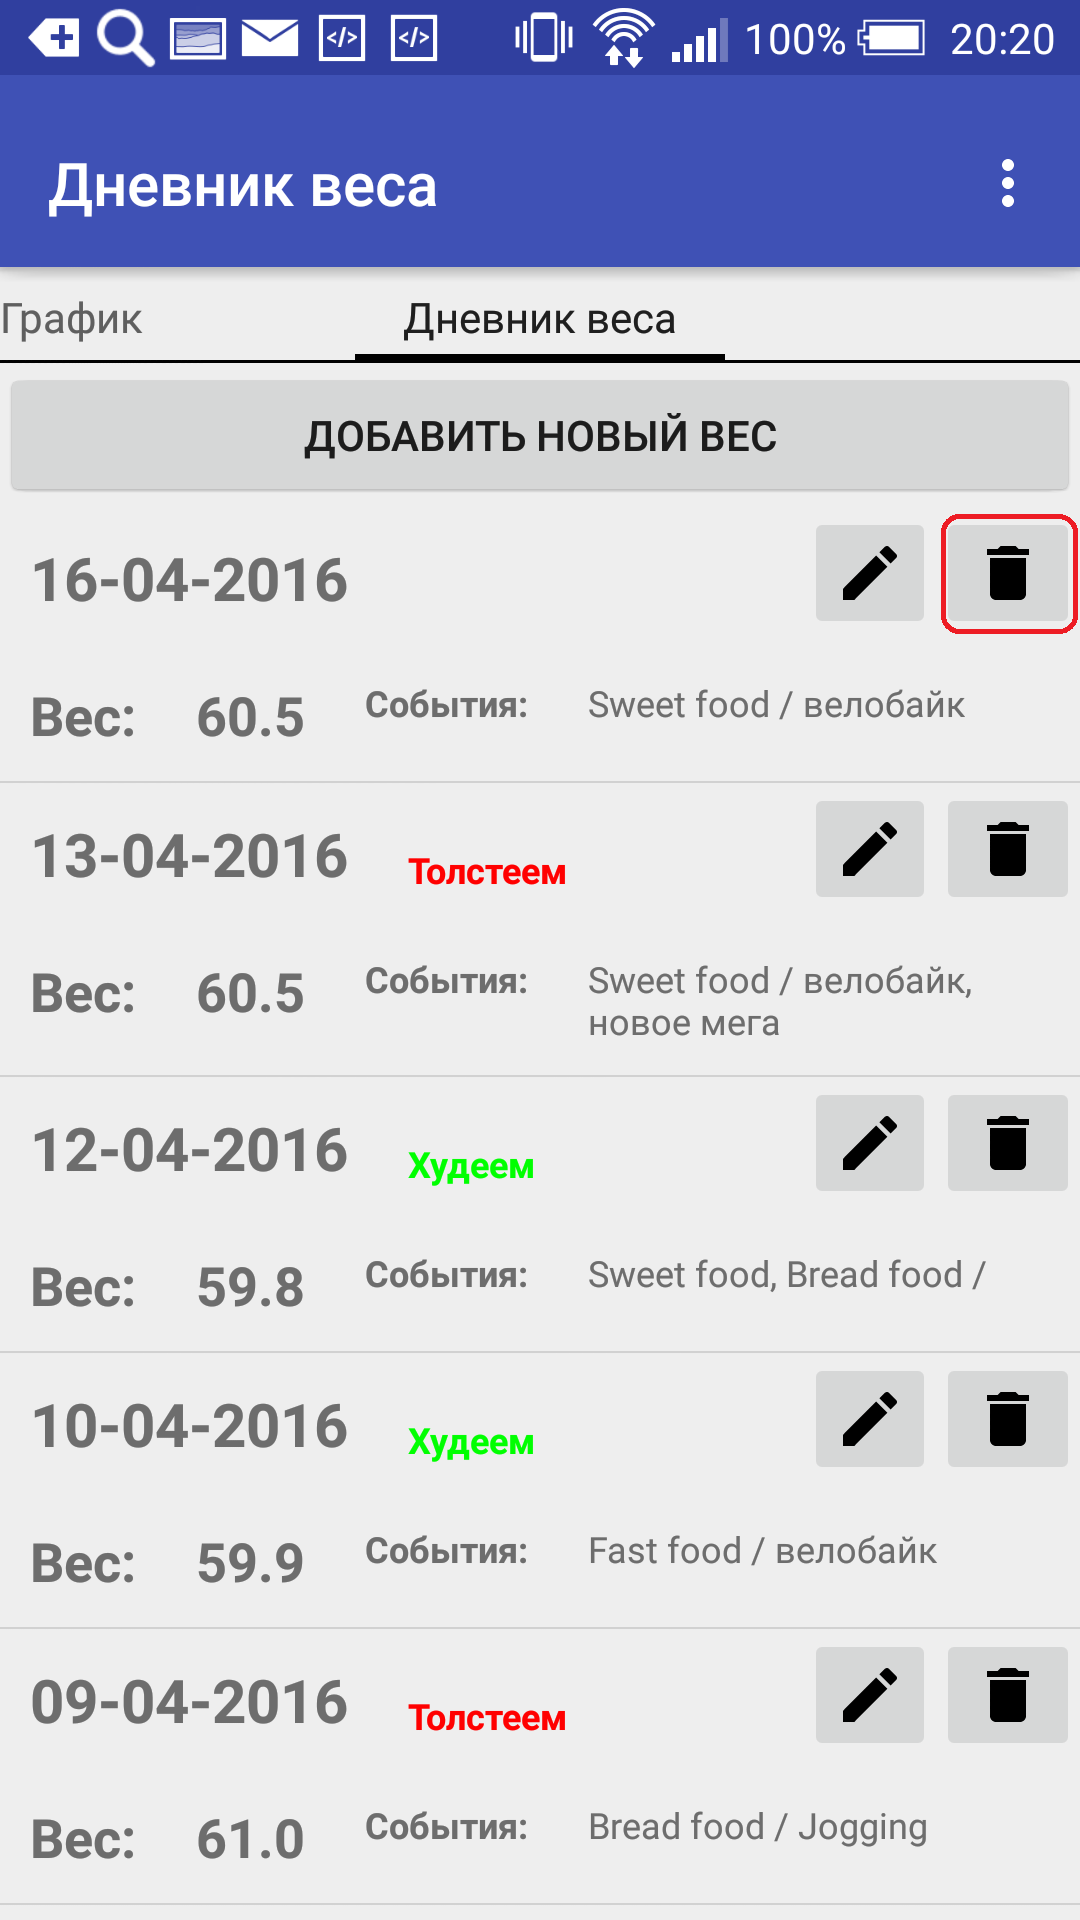 100% 20:20
Дневник веса
График Дневник веса
ДОБАВИТЬ НОВЫЙ ВЕС
16-04-2016
Вес: 60.5 События: Sweet food / велобайк
13-04-2016 Толстеем
Вес: 60.5 События: Sweet food / велобайк,
новое мега
12-04-2016 Худеем
Вес: 59.8 События: Sweet food, Bread food /
10-04-2016 Худеем
Вес: 59.9 События: Fast food / велобайк
09-04-2016 Толстеем
Вес: 61.0 События: Bread food / Jogging